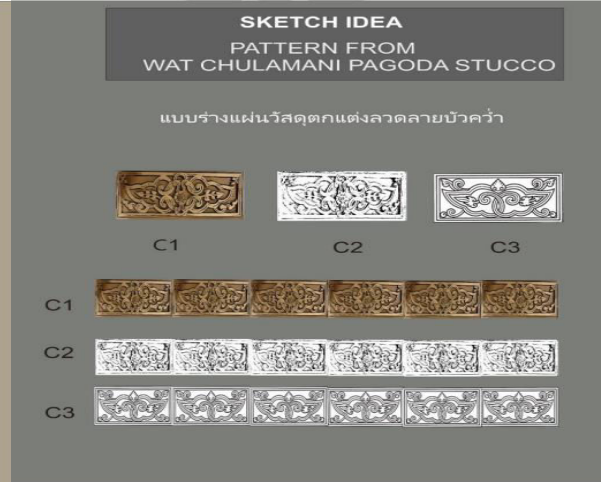 SKETCH IDEA
PATTERN FROM
WAT CHULAMANI PAGODA STUCCO
แบบร่างแผ่นวัสดุตกแต่งลวดลายบัวคว่ำ
C1 C2 C3
C1
C2
C3